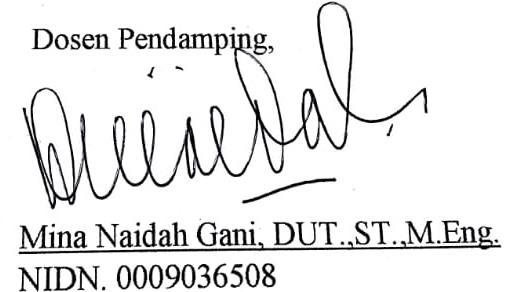 Dosen Pendamping,
Mina Naidah Gani, DUT.,ST.,M.Eng.
NIDN. 0009036508